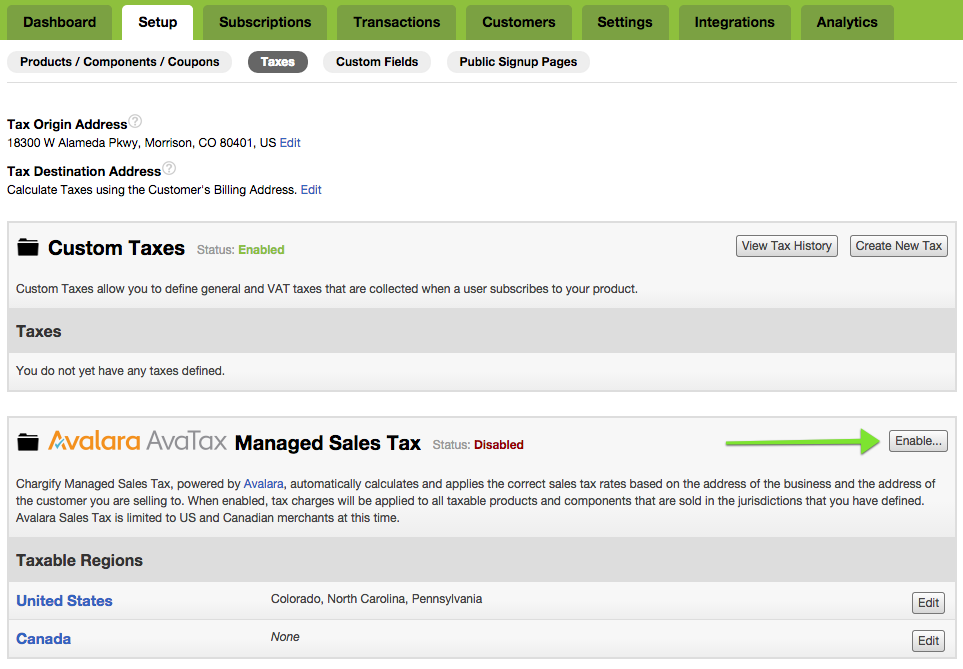 Dashboard Setup Subscriptions Transactions Customers Settings Integrations Analytics
Products / Components / Coupons Taxes Custom Fields Public Signup Pages
Tax Origin Address ?
18300 W Alameda Pkwy, Morrison, CO 80401, US Edit
Tax Destination Address ?
Calculate Taxes using the Customer's Billing Address. Edit
Custom Taxes Status: Enabled View Tax History Create New Tax
Custom Taxes allow you to define general and VAT taxes that are collected when a user subscribes to your product.
Taxes
You do not yet have any taxes defined.
Avalara AvaTax Managed Sales Tax Status: Disabled Enable...
Chargify Managed Sales Tax, powered by Avalara, automatically calculates and applies the correct sales tax rates based on the address of the business and the address of
the customer you are selling to. When enabled, tax charges will be applied to all taxable products and components that are sold in the jurisdictions that you have defined.
Avalara Sales Tax is limited to US and Canadian merchants at this time.
Taxable Regions
United States Colorado, North Carolina, Pennsylvania Edit
Canada None Edit